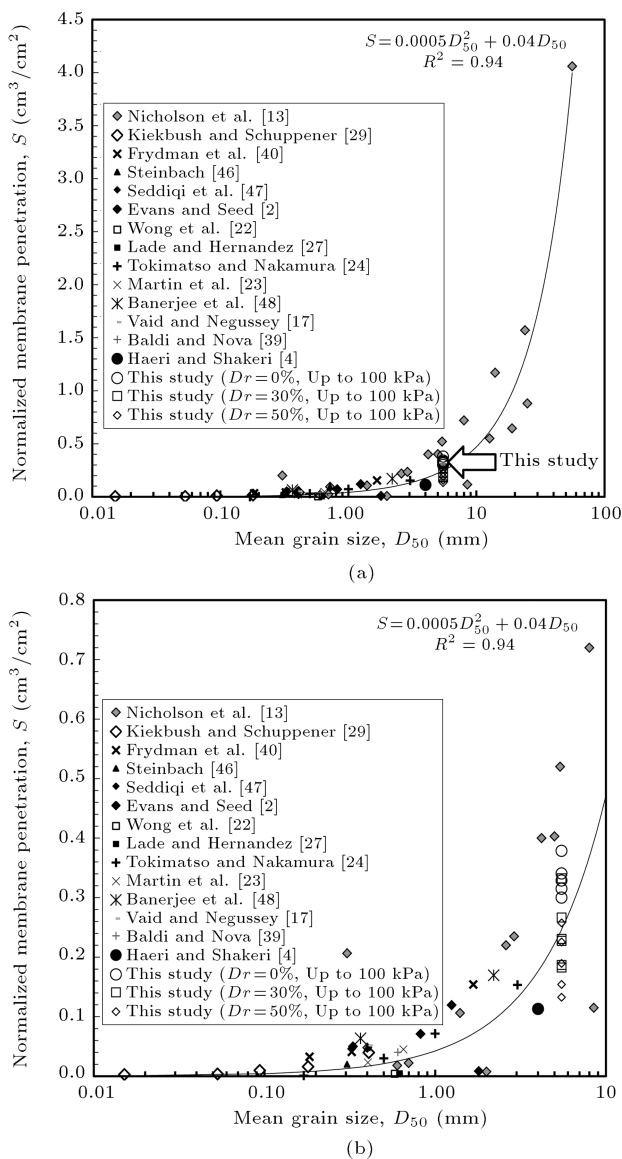 S=0.0005D²₅₀ + 0.04D₅₀
R² = 0.94
Normalized membrane penetration, S (cm³/cm²)
4.5
4.0
3.5
3.0
2.5
2.0
1.5
1.0
0.5
0.0
Nicholson et al. [13]
Kiekbush and Schuppener [29]
Frydman et al. [40]
Steinbach [46]
Seddiqi et al. [47]
Evans and Seed [2]
Wong et al. [22]
Lade and Hernandez [27]
Tokimatso and Nakamura [24]
Martin et al. [23]
Banerjee et al. [48]
Vaid and Negussey [17]
Baldi and Nova [39]
Haeri and Shakeri [4]
This study (Dr=0%, Up to 100 kPa)
This study (Dr=30%, Up to 100 kPa)
This study (Dr=50%, Up to 100 kPa)
This study
0.01 0.10 1.00 10 100
Mean grain size, D₅₀ (mm)
(a)
S=0.0005D²₅₀ + 0.04D₅₀
R² = 0.94
Normalized membrane penetration, S (cm³/cm²)
0.8
0.7
0.6
0.5
0.4
0.3
0.2
0.1
0.0
Nicholson et al. [13]
Kiekbush and Schuppener [29]
Frydman et al. [40]
Steinbach [46]
Seddiqi et al. [47]
Evans and Seed [2]
Wong et al. [22]
Lade and Hernandez [27]
Tokimatso and Nakamura [24]
Martin et al. [23]
Banerjee et al. [48]
Vaid and Negussey [17]
Baldi and Nova [39]
Haeri and Shakeri [4]
This study (Dr=0%, Up to 100 kPa)
This study (Dr=30%, Up to 100 kPa)
This study (Dr=50%, Up to 100 kPa)
0.01 0.10 1.00 10
Mean grain size, D₅₀ (mm)
(b)